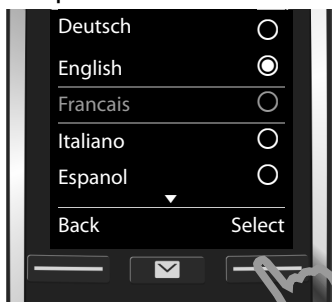 Deutsch
English
Francais
Italiano
Espanol
Back Select